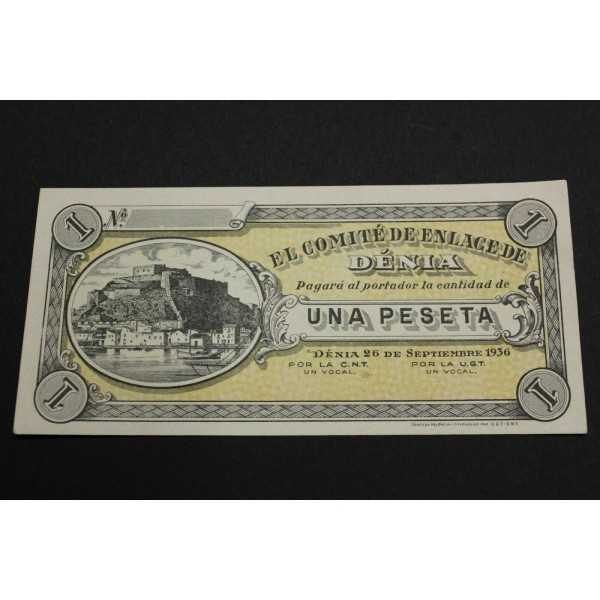 1
Nº
1
EL COMITÉ DE ENLACE DE
DÉNIA
Pagará al portador la cantidad de
UNA PESETA
DÉNIA 26 DE SEPTIEMBRE 1936
POR LA C.N.T.
UN VOCAL.
POR LA U.G.T.
UN VOCAL.
1
1
U.G.T.-C.N.T.